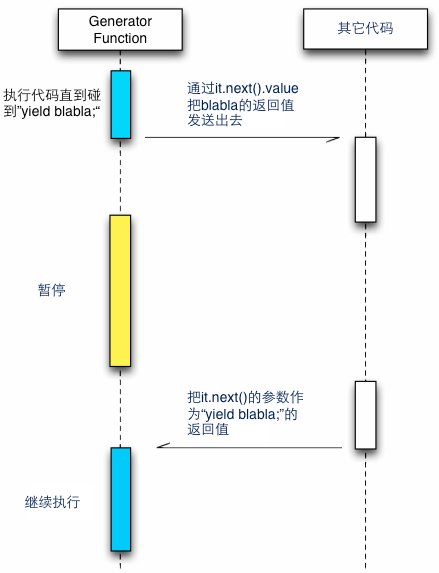 Generator
Function
其它代码
执行代码直到碰
到”yield blabla;“
通过it.next().value
把blabla的返回值
发送出去
暂停
把it.next()的参数作
为“yield blabla;”的
返回值
继续执行